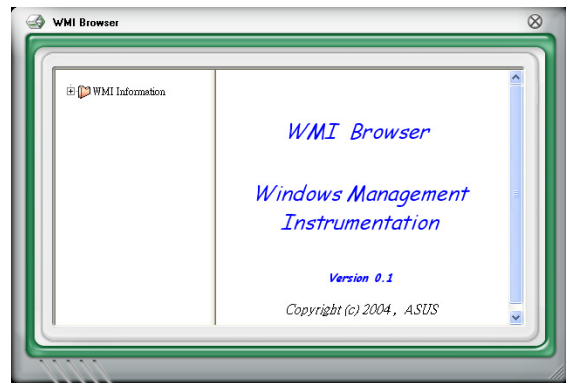 WMI Browser
WMI Information
WMI Browser
Windows Management
Instrumentation
Version 0.1
Copyright (c) 2004, ASUS